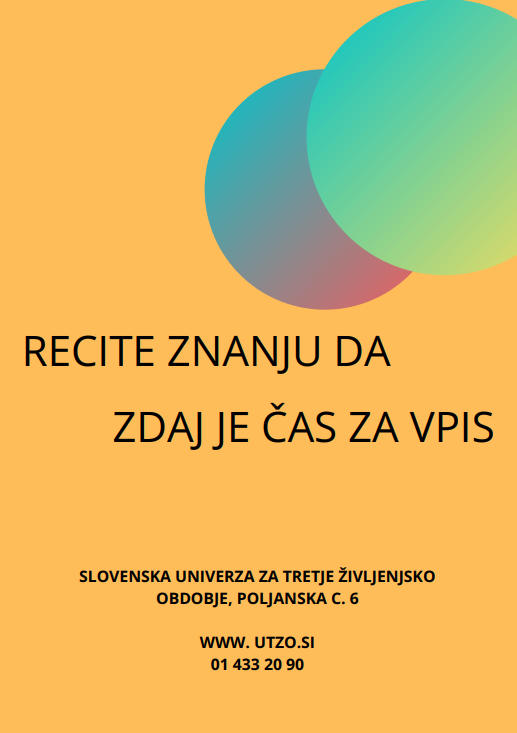 RECITE ZNANJU DA
ZDAJ JE ČAS ZA VPIS
SLOVENSKA UNIVERZA ZA TRETJE ŽIVLJENJSKO
OBDOBJE, POLJANSKA C. 6
WWW. UTZO.SI
01 433 20 90